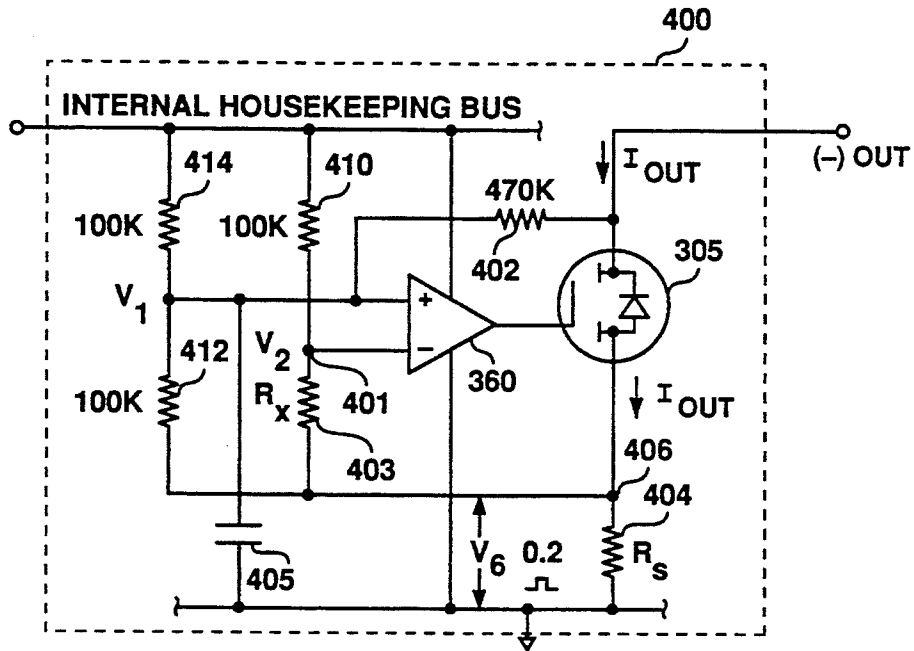 400
INTERNAL HOUSEKEEPING BUS
414
410
(−) OUT
I OUT
470K
100K
100K
402
305
V1
+
412
V2
−
360
401
100K
Rx
I OUT
403
406
404
V6
0.2
Rs
405